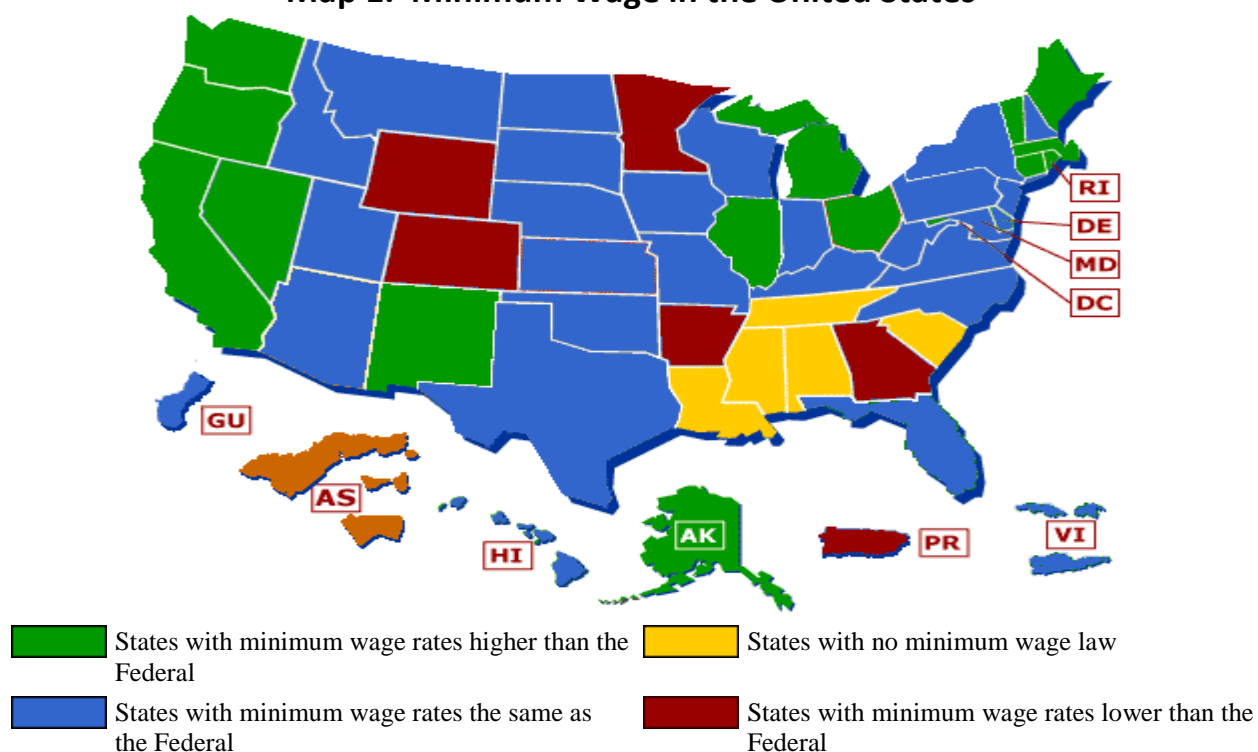 Map 1: Minimum Wage in the United States
RI
DE
MD
DC
GU
AS
HI
AK
PR
VI
States with minimum wage rates higher than the
Federal
States with no minimum wage law
States with minimum wage rates the same as
the Federal
States with minimum wage rates lower than the
Federal